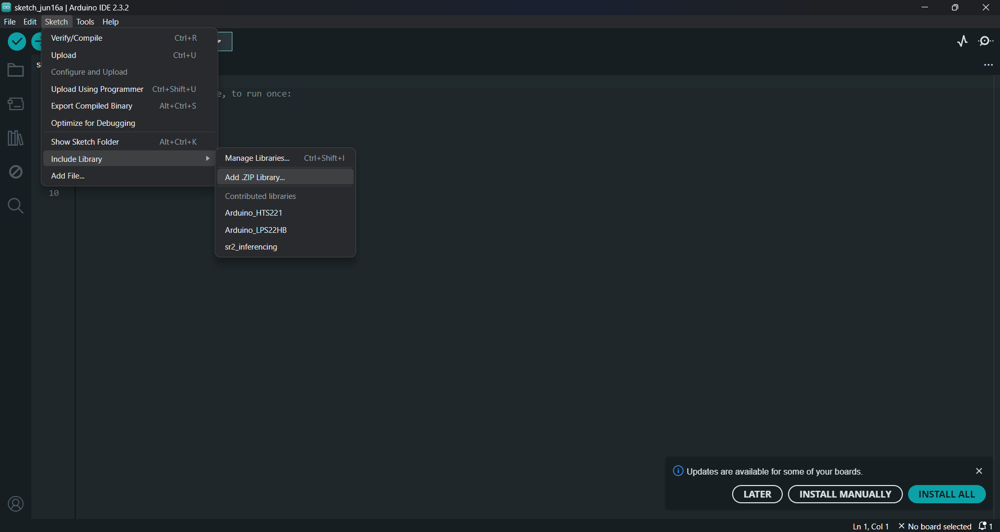 sketch_jun16a | Arduino IDE 2.3.2
File Edit Sketch Tools Help
Verify/Compile Ctrl+R
Upload Ctrl+U
Configure and Upload
Upload Using Programmer Ctrl+Shift+U
Export Compiled Binary Alt+Ctrl+S
Optimize for Debugging
Show Sketch Folder Alt+Ctrl+K
Include Library
Add File...
s
e, to run once:
10
Manage Libraries... Ctrl+Shift+I
Add .ZIP Library...
Contributed libraries
Arduino_HTS221
Arduino_LPS22HB
sr2_inferencing
Updates are available for some of your boards.
LATER INSTALL MANUALLY INSTALL ALL
Ln 1, Col 1 No board selected 1